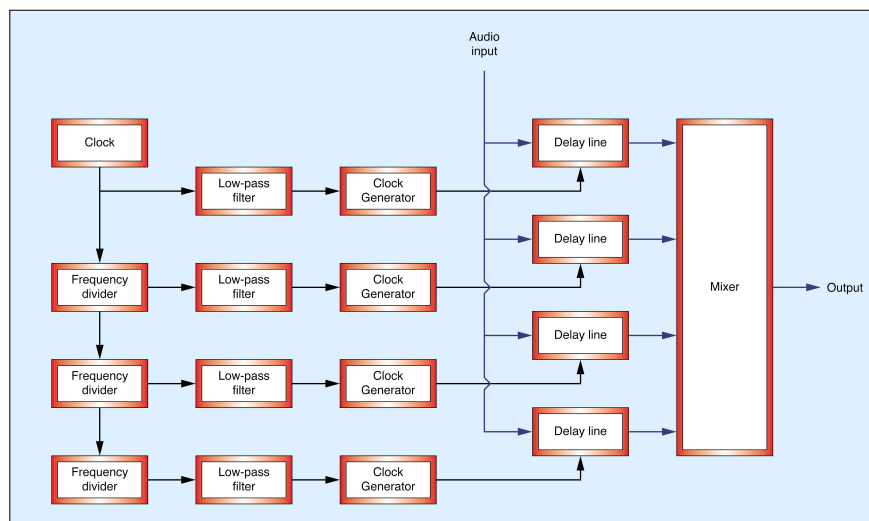 Audio
input
Clock
Delay line
Low-pass
filter
Clock
Generator
Delay line
Frequency
divider
Low-pass
filter
Clock
Generator
Mixer
Output
Delay line
Frequency
divider
Low-pass
filter
Clock
Generator
Delay line
Frequency
divider
Low-pass
filter
Clock
Generator